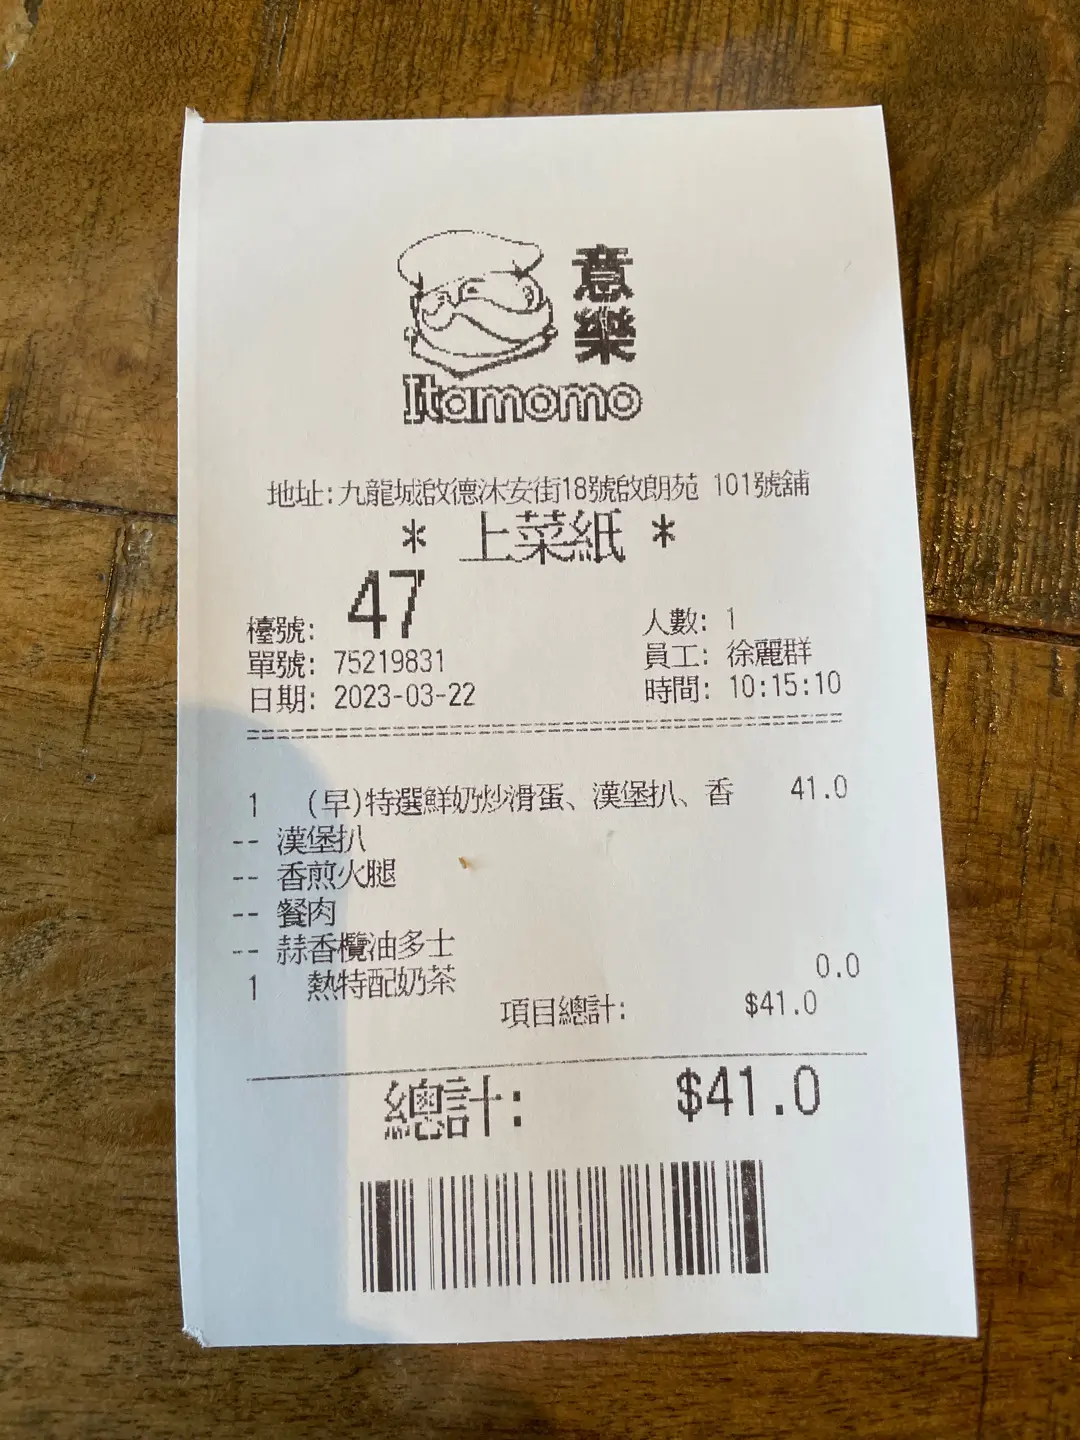 意樂
Itamomo
地址:九龍城啟德沐安街18號啟朗苑 101號舖
* 上菜紙 *
檯號: 47 人數: 1
單號: 75219831 員工: 徐麗群
日期: 2023-03-22 時間: 10:15:10
1 (早)特選鮮奶炒滑蛋、漢堡扒、香 41.0
-- 漢堡扒
-- 香煎火腿
-- 餐肉
-- 蒜香欖油多士
1 熱特配奶茶 0.0
項目總計: $41.0
總計: $41.0